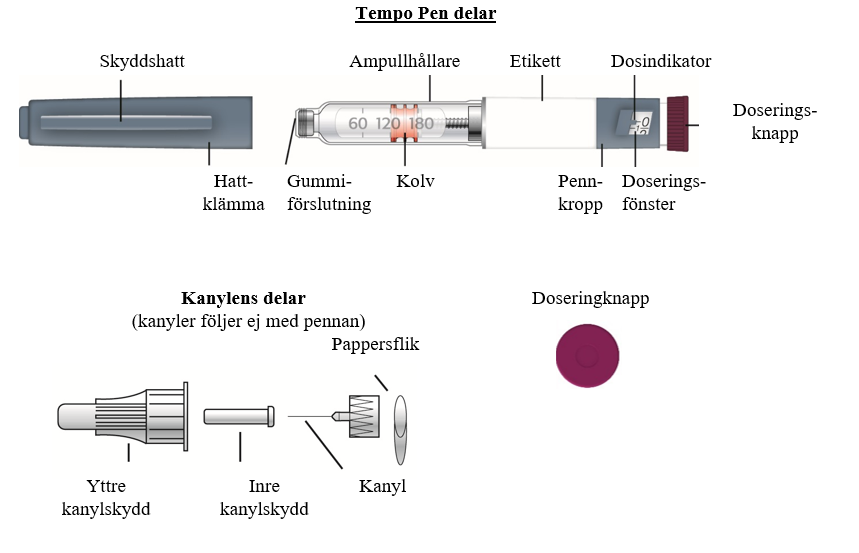 Tempo Pen delar
Skyddshatt
Ampullhållare
Etikett
Dosindikator
Doserings-
knapp
60 120 180
0
Hatt-
klämma
Gummi-
förslutning
Kolv
Penn-
kropp
Doserings-
fönster
Kanylens delar
(kanyler följer ej med pennan)
Pappersflik
Doseringknapp
Yttre
kanylskydd
Inre
kanylskydd
Kanyl